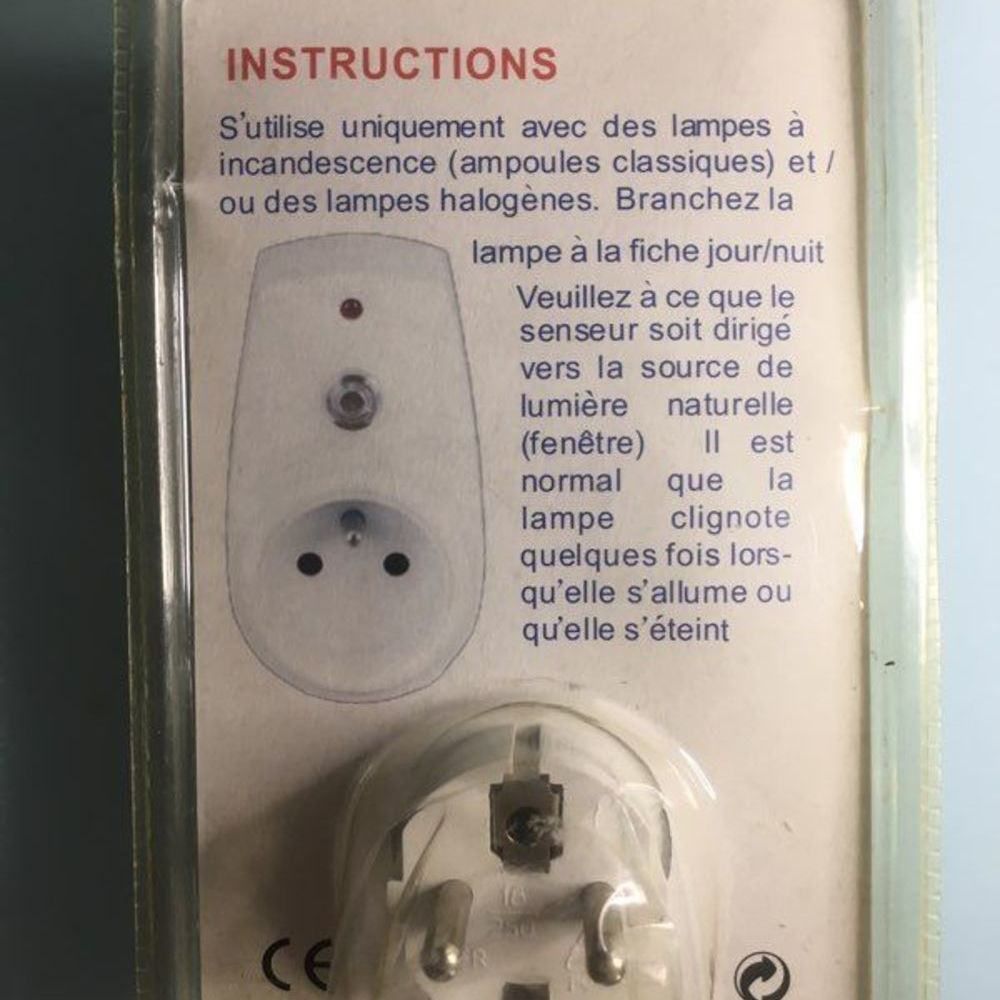 INSTRUCTIONS
S'utilise uniquement avec des lampes à
incandescence (ampoules classiques) et /
ou des lampes halogènes. Branchez la
lampe à la fiche jour/nuit
Veuillez à ce que le
senseur soit dirigé
vers la source de
lumière naturelle
(fenêtre) Il est
normal que la
lampe clignote
quelques fois lors-
qu'elle s'allume ou
qu'elle s'éteint
16
250
CE